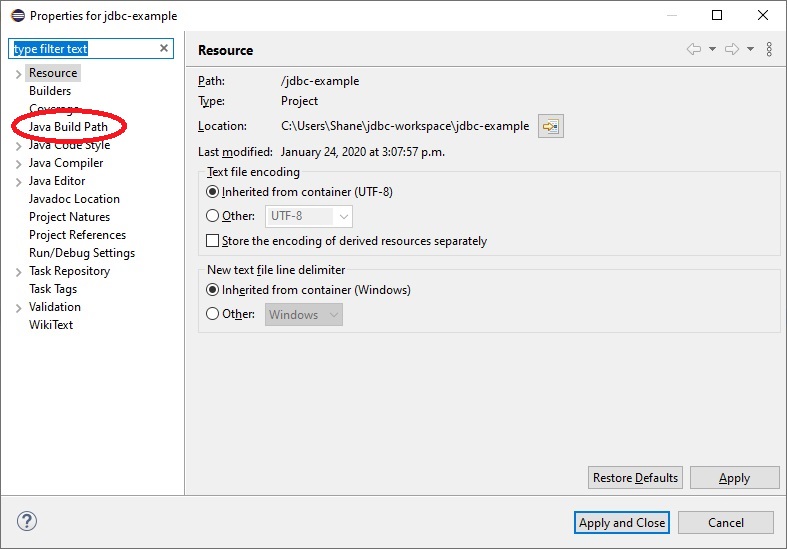 Properties for jdbc-example
type filter text
Resource
Builders
Coverage
Java Build Path
Java Code Style
Java Compiler
Java Editor
Javadoc Location
Project Natures
Project References
Run/Debug Settings
Task Repository
Task Tags
Validation
WikiText
Resource
Path: /jdbc-example
Type: Project
Location: C:\Users\Shane\jdbc-workspace\jdbc-example
Last modified: January 24, 2020 at 3:07:57 p.m.
Text file encoding
Inherited from container (UTF-8)
Other: UTF-8
Store the encoding of derived resources separately
New text file line delimiter
Inherited from container (Windows)
Other: Windows
Restore Defaults Apply
? Apply and Close Cancel